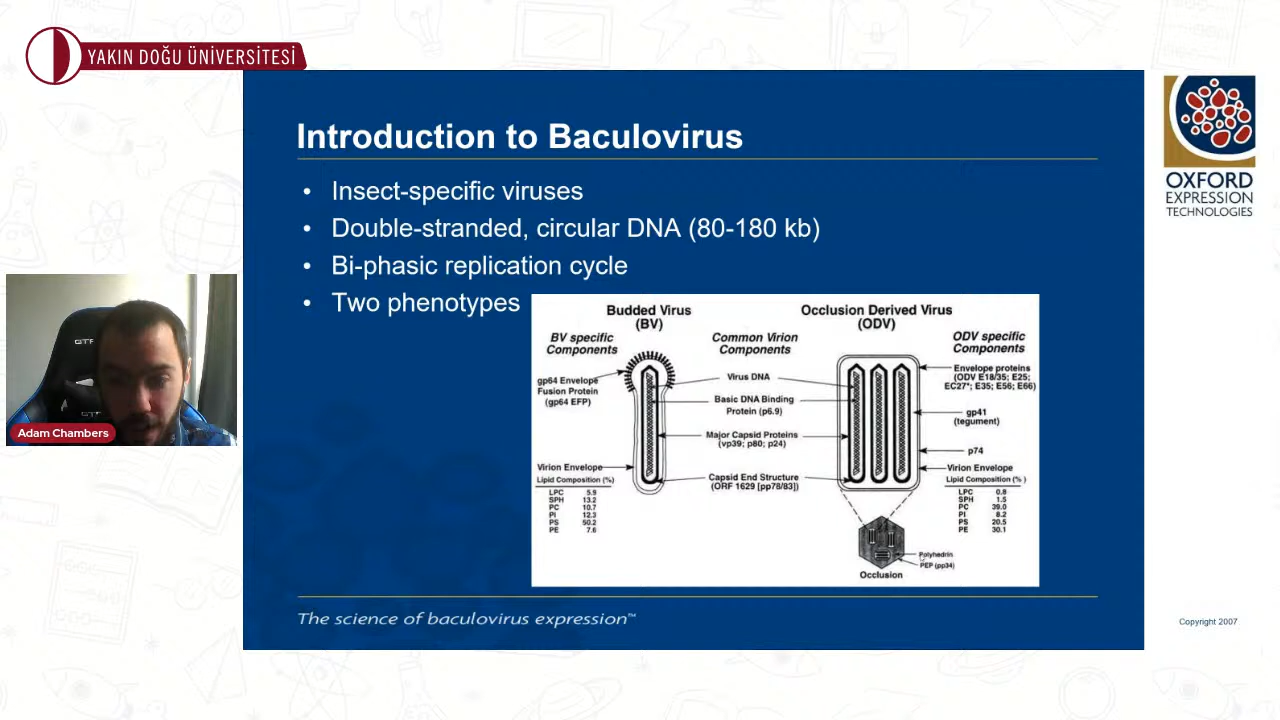 YAKIN DOĞU ÜNİVERSİTESİ
Introduction to Baculovirus
• Insect-specific viruses
• Double-stranded, circular DNA (80-180 kb)
• Bi-phasic replication cycle
• Two phenotypes
Budded Virus
(BV)
Occlusion Derived Virus
(ODV)
BV specific
Components
Common Virion
Components
ODV specific
Components
gp64 Envelope
Fusion Protein
(gp64 EFP)
Virus DNA
Basic DNA Binding
Protein (p6.9)
Major Capsid Proteins
(vp39; p80; p24)
Capsid End Structure
(ORF 1629 [pp78/83])
Envelope proteins
(ODV E18/35; E25;
EC27*; E35; E56; E66)
gp41
(tegument)
p74
Virion Envelope
Lipid Composition (%)
LPC 5.9
SPH 13.2
PC 10.7
PI 12.3
PS 50.2
PE 7.6
Virion Envelope
Lipid Composition (%)
LPC 0.8
SPH 1.5
PC 39.0
PI 8.2
PS 20.5
PE 30.1
Polyhedrin
PEP (pp34)
Occlusion
The science of baculovirus expression™
OXFORD
EXPRESSION
TECHNOLOGIES
Copyright 2007
Adam Chambers